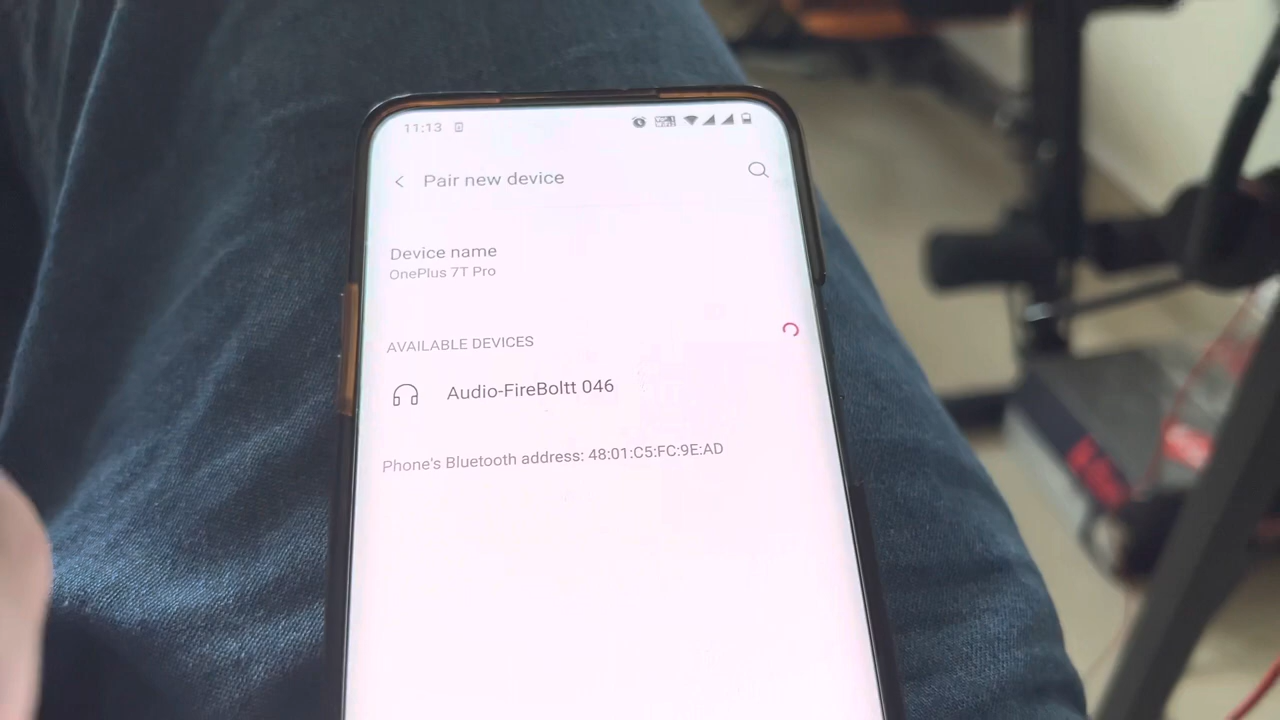 11:13
Pair new device
Device name
OnePlus 7T Pro
AVAILABLE DEVICES
Audio-FireBoltt 046
Phone's Bluetooth address: 48:01:C5:FC:9E:AD